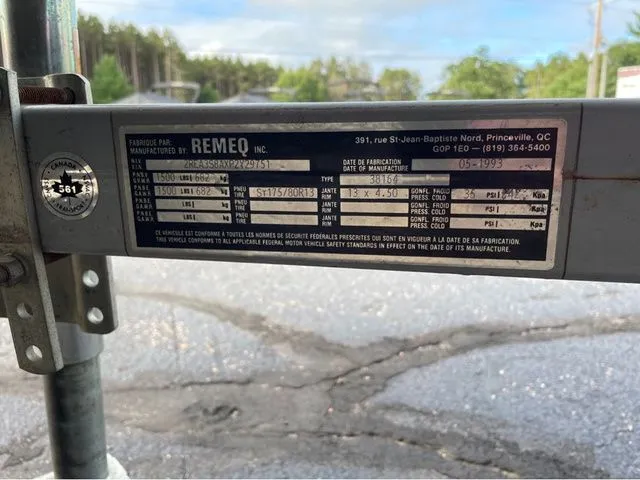 FABRIQUE PAR:
MANUFACTURED BY: REMEQ INC.
391, rue St-Jean-Baptiste Nord, Princeville, QC
G0P 1E0 — (819) 364-5400
DATE DE FABRICATION
DATE OF MANUFACTURE 05-1993
PNBV
GVWR 1500 LBS 682 kg TYPE
PABE
GAWR 1500 LBS 682 kg PNEU
TIRE ST175/80R13 JANTE
RIM 13 x 4.50 GONFL. FROID
PRESS. COLD 36 PSI Kpa
PABE
GAWR LBS kg PNEU
TIRE JANTE
RIM GONFL. FROID
PRESS. COLD PSI Kpa
PABE
GAWR LBS kg PNEU
TIRE JANTE
RIM GONFL. FROID
PRESS. COLD PSI Kpa
CE VÉHICULE EST CONFORME À TOUTES LES NORMES DE SÉCURITÉ FÉDÉRALES PRESCRITES QUI SONT EN VIGUEUR À LA DATE DE SA FABRICATION.
THIS VEHICLE CONFORMS TO ALL APPLICABLE FEDERAL MOTOR VEHICLE SAFETY STANDARDS IN EFFECT ON THE DATE OF ITS MANUFACTURE.
CANADA
561
TRANSPORT